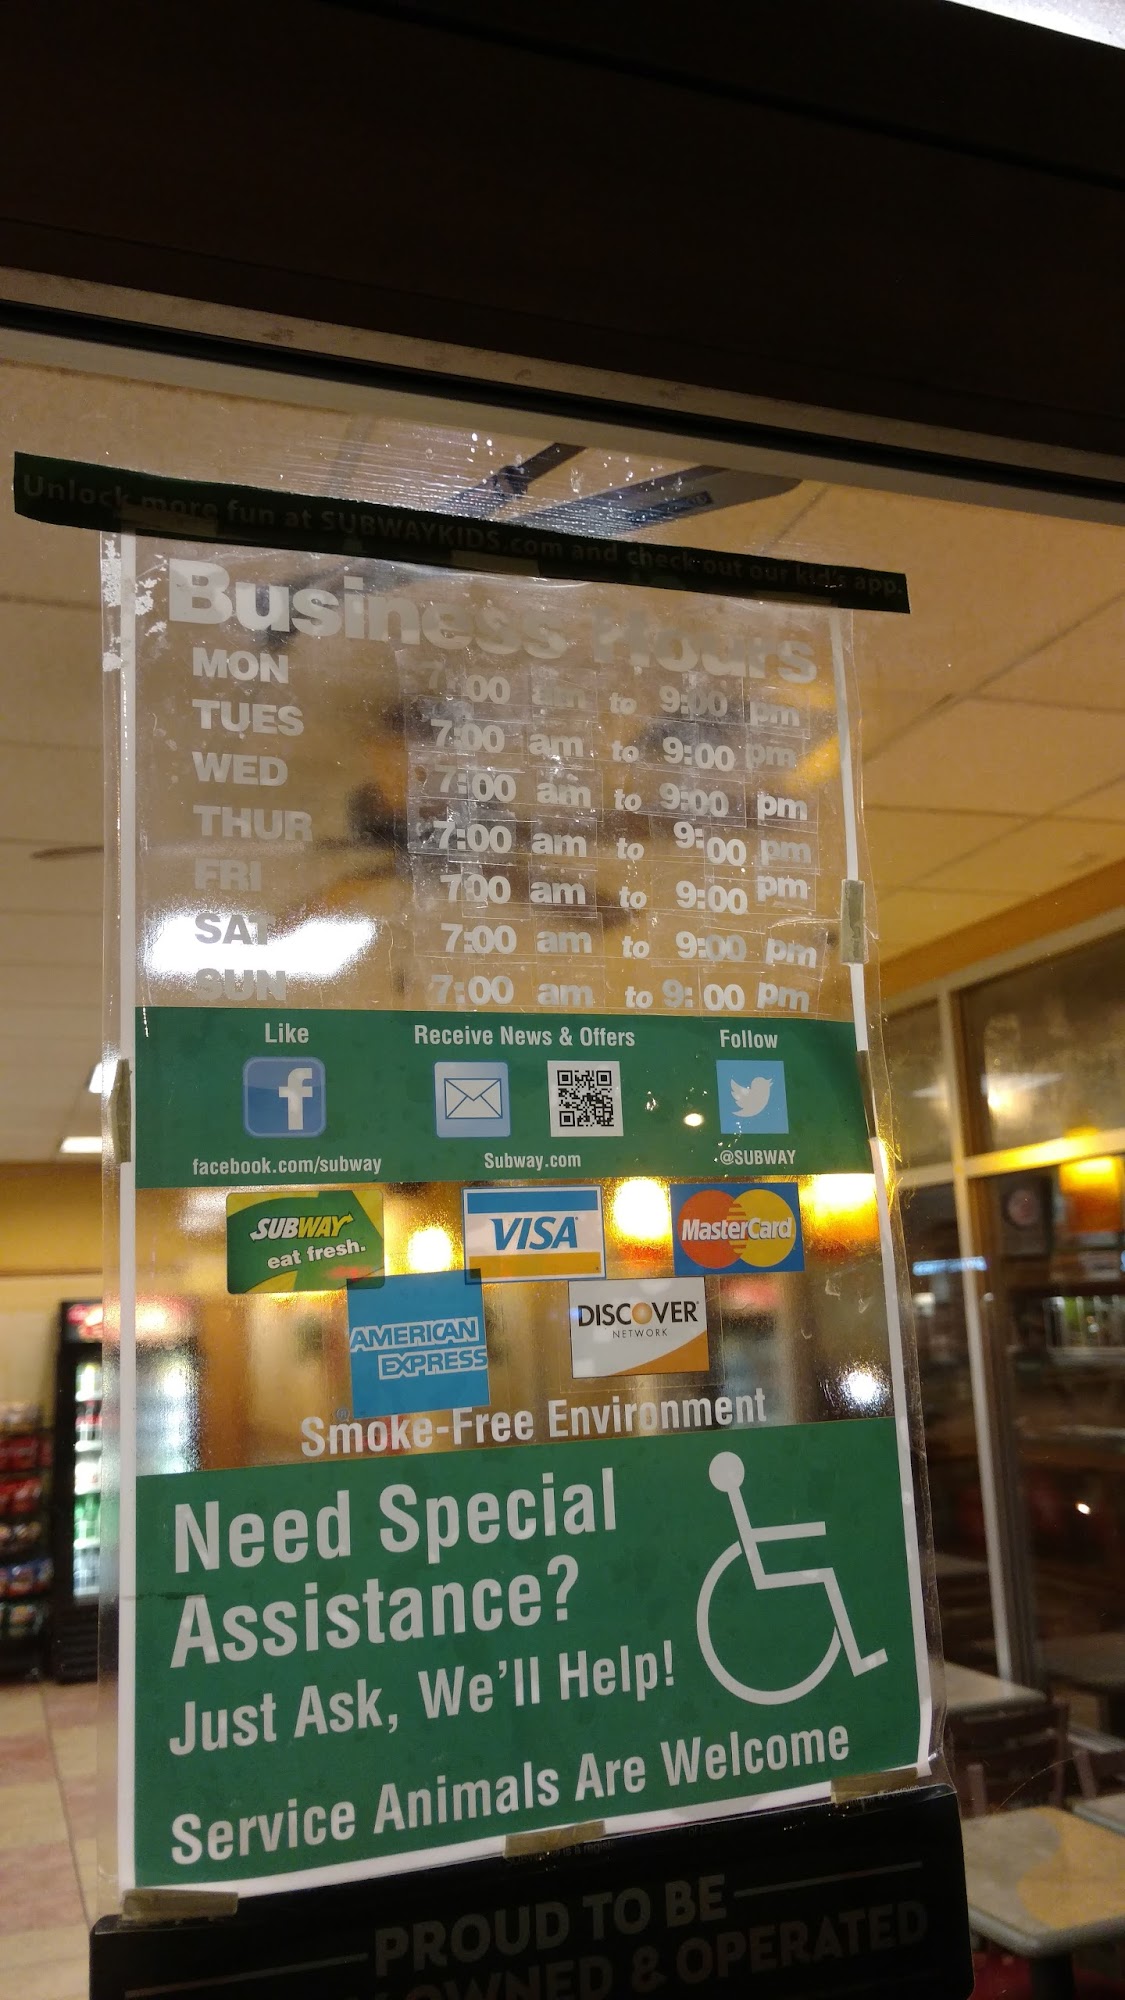 Unlock more fun at SUBWAYKIDS.com and check out our kid's app.
Business Hours
MON 7:00 am to 9:00 pm
TUES 7:00 am to 9:00 pm
WED 7:00 am to 9:00 pm
THUR 7:00 am to 9:00 pm
FRI 7:00 am to 9:00 pm
SAT 7:00 am to 9:00 pm
SUN 7:00 am to 9:00 pm
Like Receive News & Offers Follow
facebook.com/subway Subway.com @SUBWAY
SUBWAY
eat fresh.
VISA
MasterCard
AMERICAN
EXPRESS
DISCOVER
NETWORK
Smoke-Free Environment
Need Special
Assistance?
Just Ask, We'll Help!
Service Animals Are Welcome
PROUD TO BE
OWNED & OPERATED